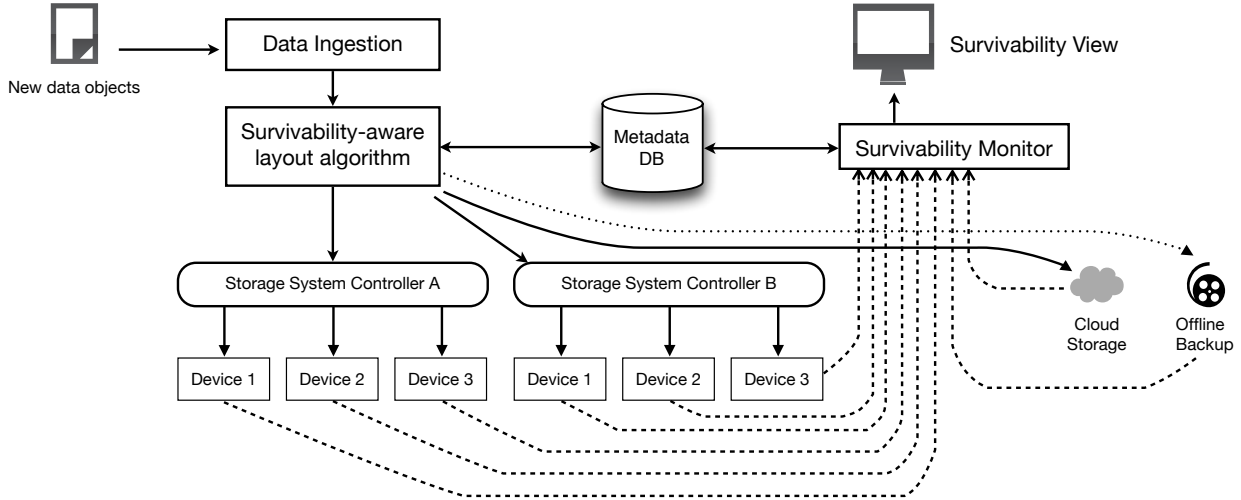 New data objects
Data Ingestion
Survivability View
Survivability-aware
layout algorithm
Metadata
DB
Survivability Monitor
Storage System Controller A
Storage System Controller B
Cloud
Storage
Offline
Backup
Device 1
Device 2
Device 3
Device 1
Device 2
Device 3